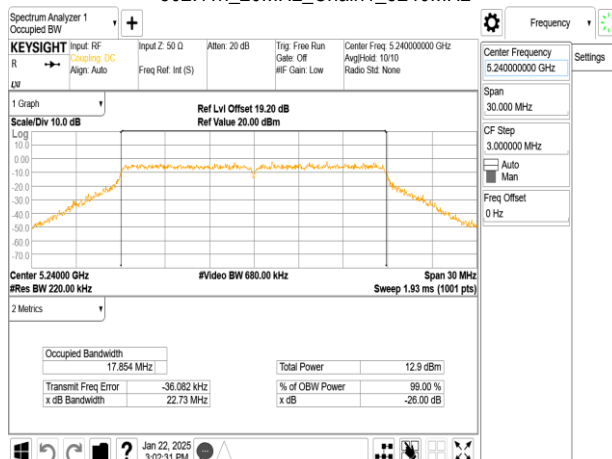 Spectrum Analyzer 1
Occupied BW
KEYSIGHT Input: RF
R
Coupling: DC
Align: Auto
Input Z: 50 Ω
Freq Ref: Int (S)
Atten: 20 dB
Trig: Free Run
Gate: Off
#IF Gain: Low
Center Freq: 5.240000000 GHz
Avg|Hold: 10/10
Radio Std: None
LXI
1 Graph
Scale/Div 10.0 dB
Ref Lvl Offset 19.20 dB
Ref Value 20.00 dBm
Log
10.0
0.00
-10.0
-20.0
-30.0
-40.0
-50.0
-60.0
-70.0
Center 5.24000 GHz
#Res BW 220.00 kHz
#Video BW 680.00 kHz
Span 30 MHz
Sweep 1.93 ms (1001 pts)
2 Metrics
Occupied Bandwidth
17.854 MHz
Total Power 12.9 dBm
Transmit Freq Error -36.082 kHz
% of OBW Power 99.00 %
x dB Bandwidth 22.73 MHz
x dB -26.00 dB
Jan 22, 2025
3:02:31 PM
Frequency
Settings
Center Frequency
5.240000000 GHz
Span
30.000 MHz
CF Step
3.000000 MHz
Auto
Man
Freq Offset
0 Hz